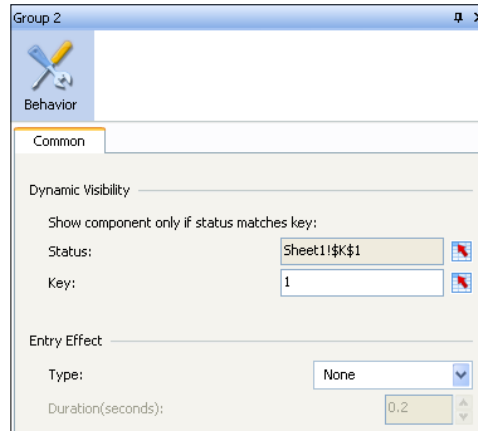 Group 2
Behavior
Common
Dynamic Visibility
Show component only if status matches key:
Status: Sheet1!$K$1
Key: 1
Entry Effect
Type: None
Duration(seconds): 0.2